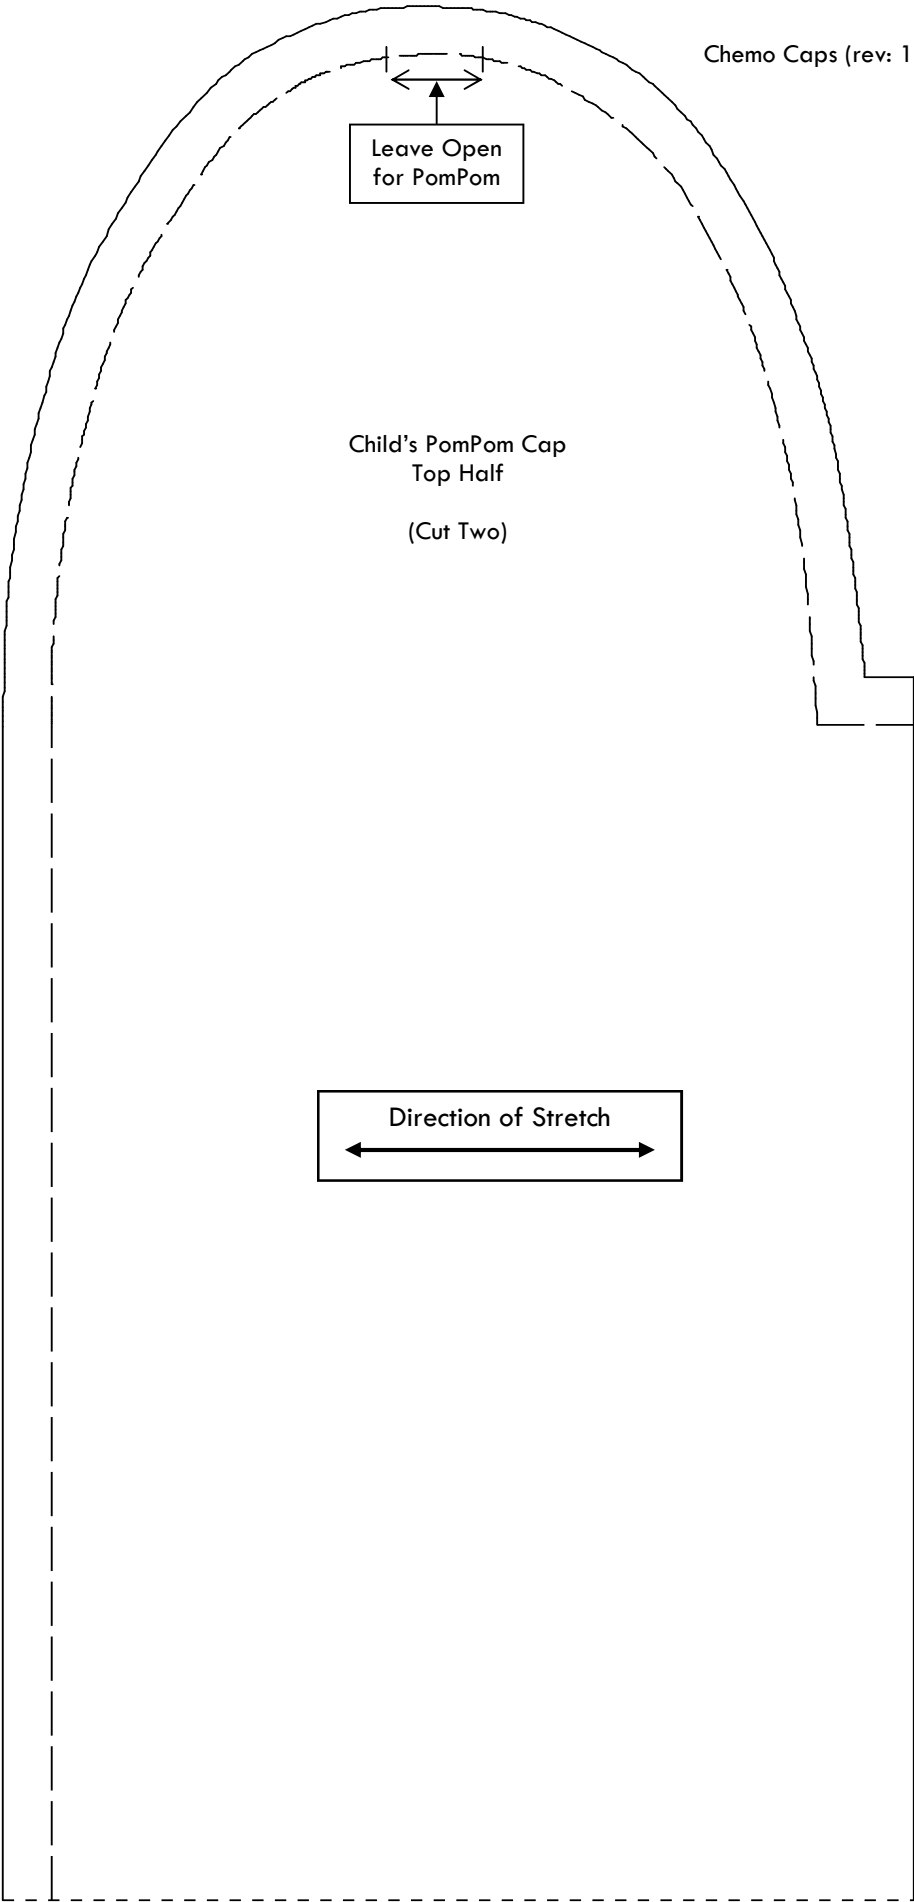 Chemo Caps (rev: 1
Leave Open
for PomPom
Child's PomPom Cap
Top Half
(Cut Two)
Direction of Stretch